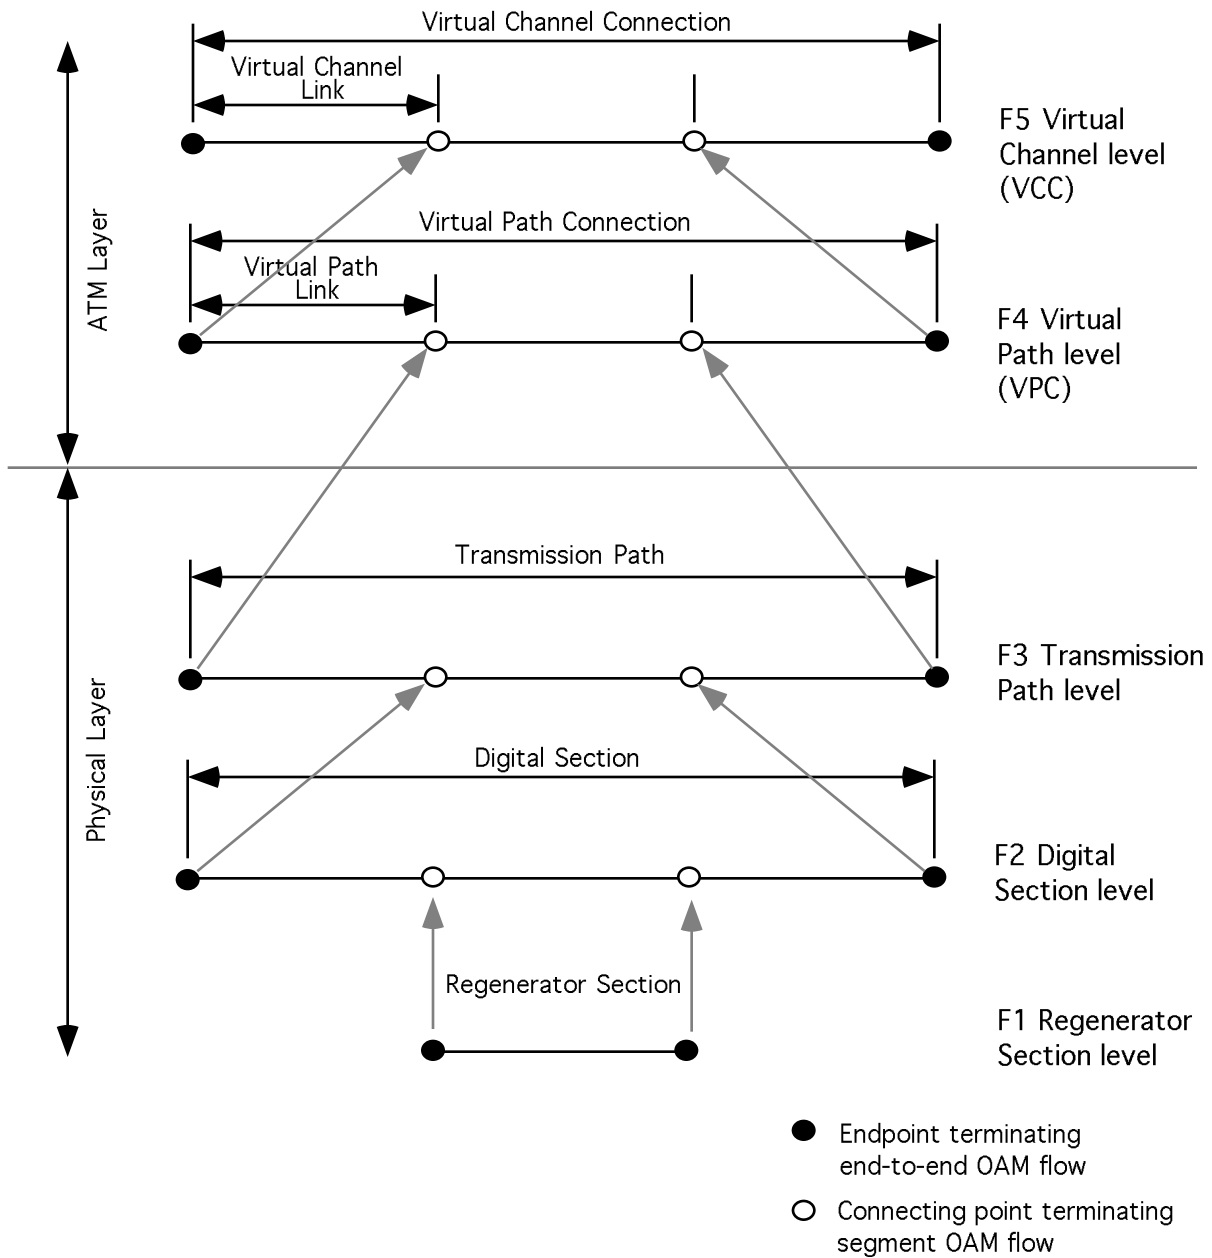 Virtual Channel Connection
Virtual Channel
Link
F5 Virtual
Channel level
(VCC)
Virtual Path Connection
Virtual Path
Link
F4 Virtual
Path level
(VPC)
ATM Layer
Transmission Path
F3 Transmission
Path level
Physical Layer
Digital Section
F2 Digital
Section level
Regenerator Section
F1 Regenerator
Section level
Endpoint terminating
end-to-end OAM flow
Connecting point terminating
segment OAM flow